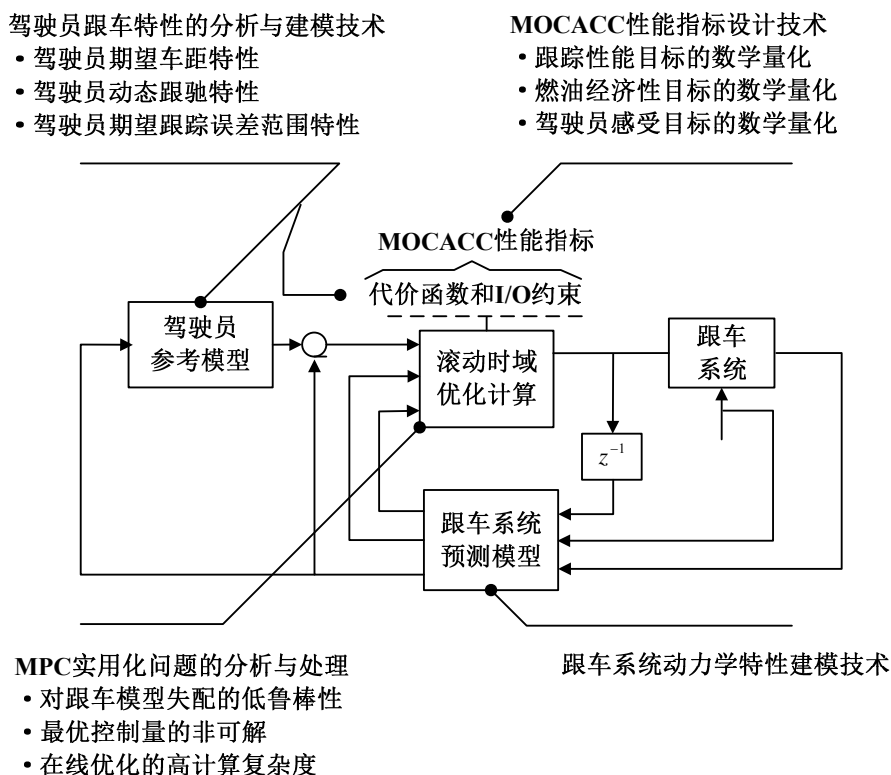 驾驶员跟车特性的分析与建模技术
·驾驶员期望车距特性
·驾驶员动态跟驰特性
·驾驶员期望跟踪误差范围特性
MOCACC性能指标设计技术
·跟踪性能目标的数学量化
·燃油经济性目标的数学量化
·驾驶员感受目标的数学量化
MOCACC性能指标
代价函数和I/O约束
驾驶员
参考模型
滚动时域
优化计算
跟车
系统
z⁻¹
跟车系统
预测模型
MPC实用化问题的分析与处理
·对跟车模型失配的低鲁棒性
·最优控制量的非可解
·在线优化的高计算复杂度
跟车系统动力学特性建模技术